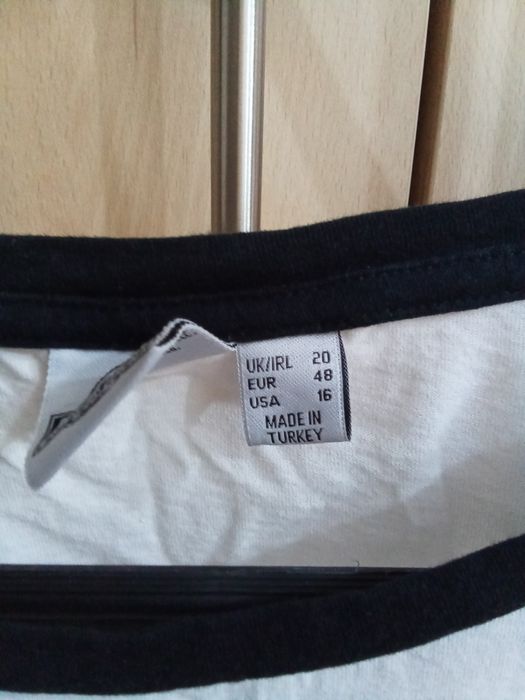 UK/IRL 20
EUR 48
USA 16
MADE IN
TURKEY